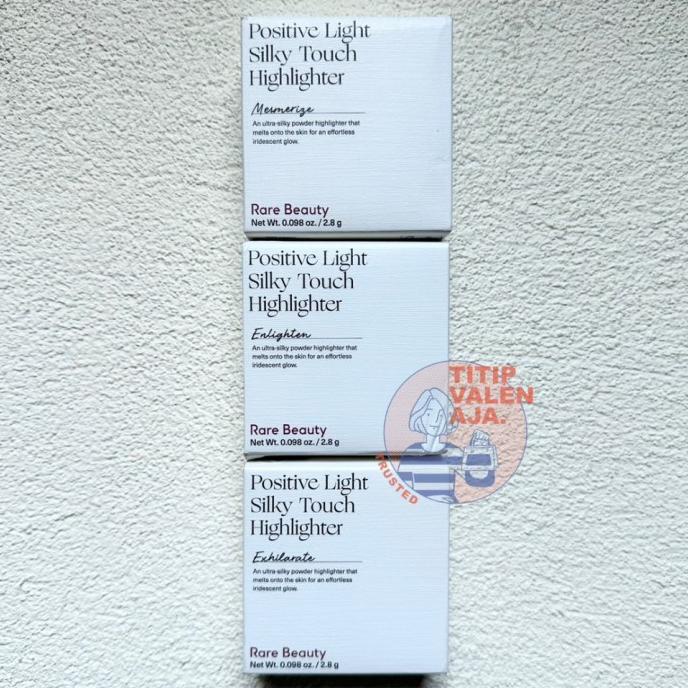 Positive Light
Silky Touch
Highlighter
Mesmerize
An ultra-silky powder highlighter that
melts onto the skin for an effortless
iridescent glow.
Rare Beauty
Net Wt. 0.098 oz. / 2.8 g
Positive Light
Silky Touch
Highlighter
Enlighten
An ultra-silky powder highlighter that
melts onto the skin for an effortless
iridescent glow.
Rare Beauty
Net Wt. 0.098 oz. / 2.8 g
TITIP
VALEN
AJA.
TRUSTED
Positive Light
Silky Touch
Highlighter
Exhilarate
An ultra-silky powder highlighter that
melts onto the skin for an effortless
iridescent glow.
Rare Beauty
Net Wt. 0.098 oz. / 2.8 g